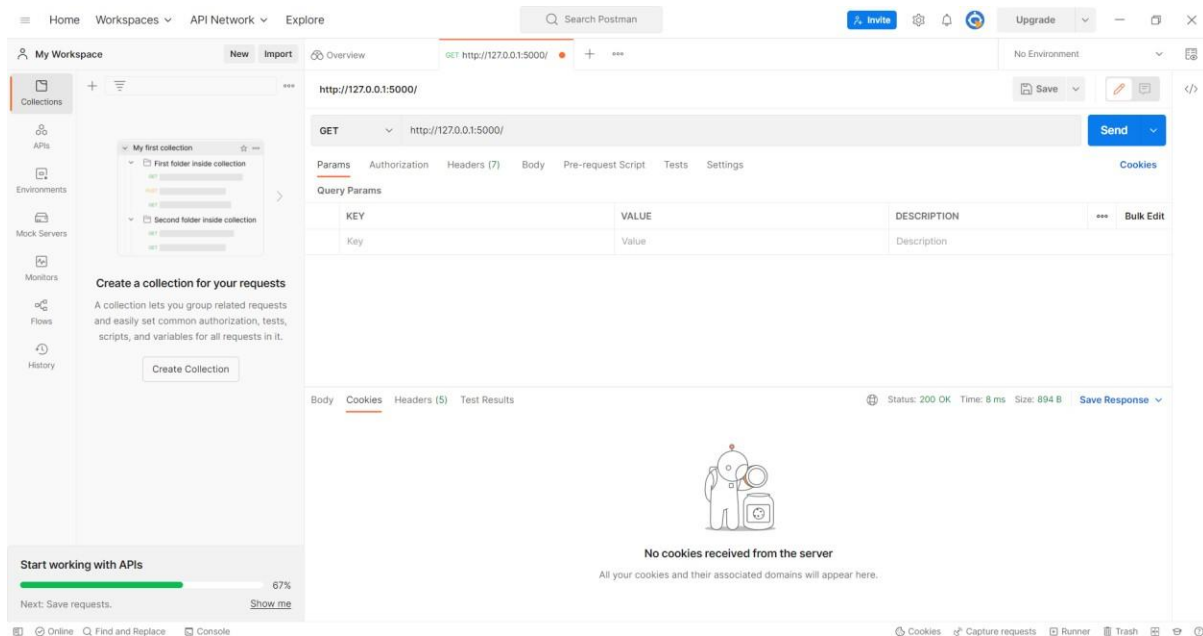 Home Workspaces API Network Explore Search Postman Invite Upgrade
My Workspace New Import Overview GET http://127.0.0.1:5000/ No Environment
Collections
APIs
Environments
Mock Servers
Monitors
Flows
History
My first collection
First folder inside collection
GET
Second folder inside collection
GET
GET
Create a collection for your requests
A collection lets you group related requests
and easily set common authorization, tests,
scripts, and variables for all requests in it.
Create Collection
Start working with APIs
67%
Next: Save requests. Show me
http://127.0.0.1:5000/ Save
GET http://127.0.0.1:5000/ Send
Params Authorization Headers (7) Body Pre-request Script Tests Settings Cookies
Query Params
KEY VALUE DESCRIPTION Bulk Edit
Key Value Description
Body Cookies Headers (5) Test Results Status: 200 OK Time: 8 ms Size: 894 B Save Response
No cookies received from the server
All your cookies and their associated domains will appear here.
Online Find and Replace Console Cookies Capture requests Runner Trash